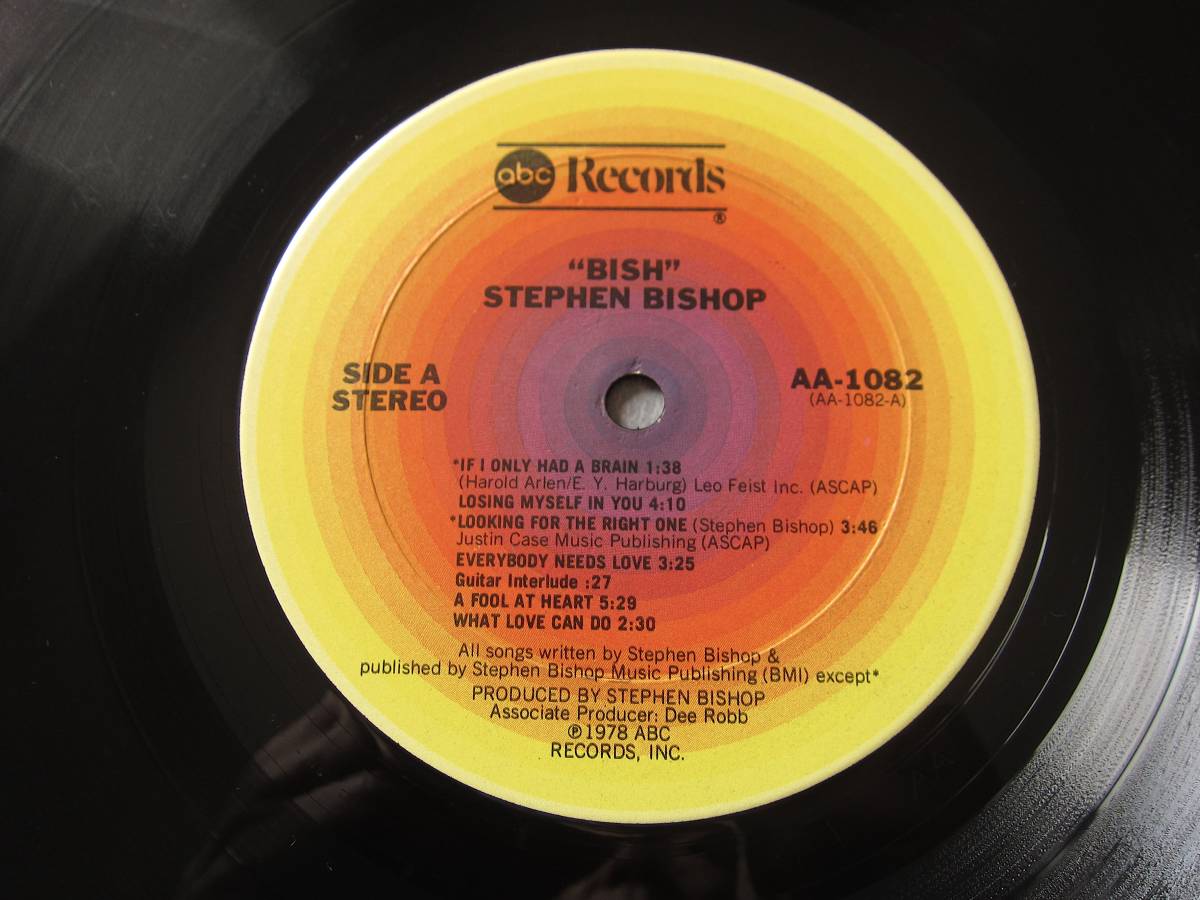 abc Records
®
“BISH”
STEPHEN BISHOP
SIDE A
STEREO
AA-1082
(AA-1082-A)
*IF I ONLY HAD A BRAIN 1:38
(Harold Arlen/E. Y. Harburg) Leo Feist Inc. (ASCAP)
LOSING MYSELF IN YOU 4:10
*LOOKING FOR THE RIGHT ONE (Stephen Bishop) 3:46
Justin Case Music Publishing (ASCAP)
EVERYBODY NEEDS LOVE 3:25
Guitar Interlude :27
A FOOL AT HEART 5:29
WHAT LOVE CAN DO 2:30
All songs written by Stephen Bishop &
published by Stephen Bishop Music Publishing (BMI) except*
PRODUCED BY STEPHEN BISHOP
Associate Producer: Dee Robb
℗1978 ABC
RECORDS, INC.